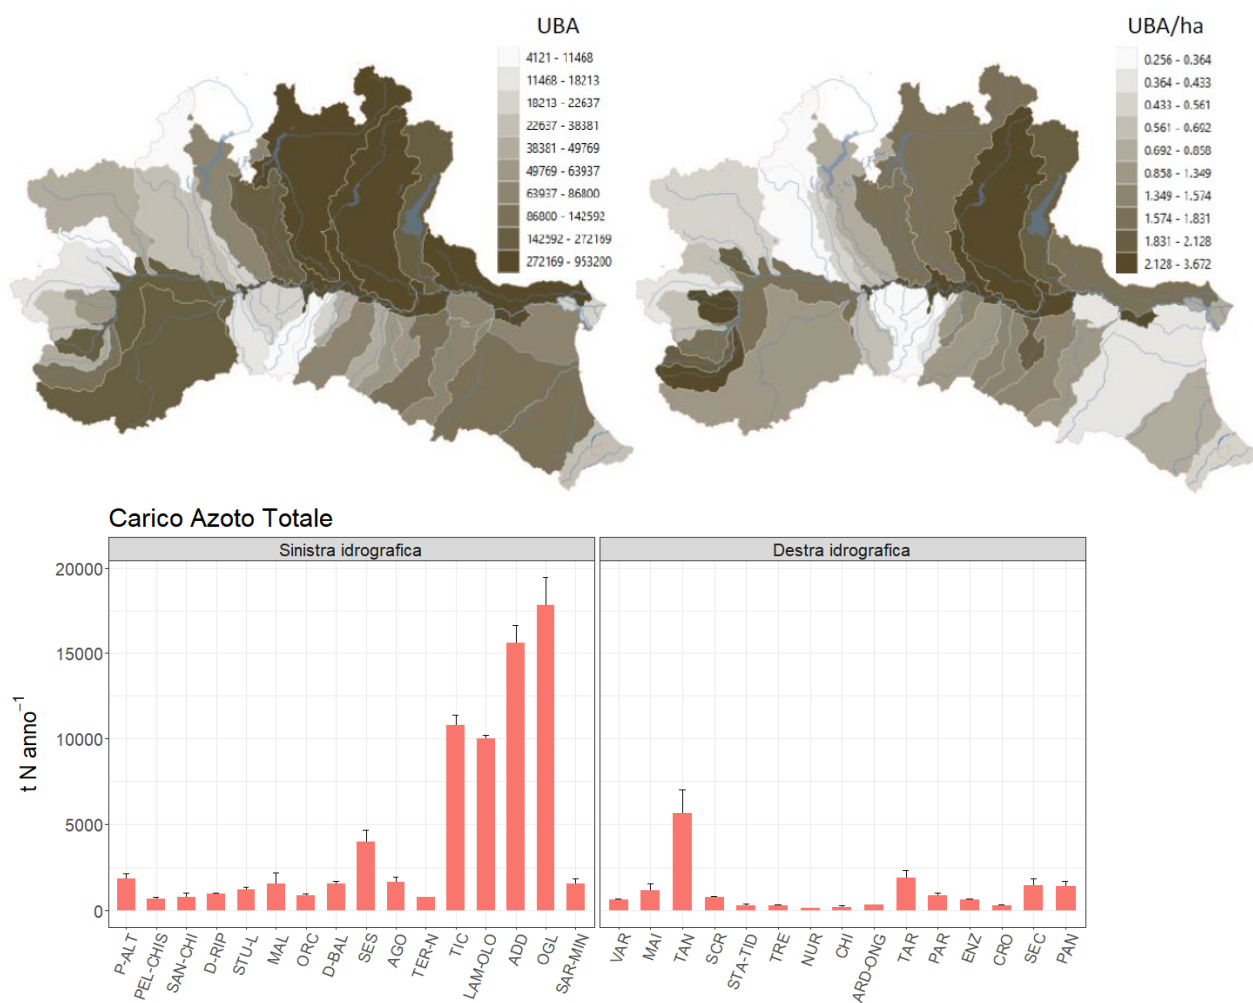 UBA
4121 - 11468
11468 - 18213
18213 - 22637
22637 - 38381
38381 - 49769
49769 - 63937
63937 - 86800
86800 - 142592
142592 - 272169
272169 - 953200
UBA/ha
0.256 - 0.364
0.364 - 0.433
0.433 - 0.561
0.561 - 0.692
0.692 - 0.858
0.858 - 1.349
1.349 - 1.574
1.574 - 1.831
1.831 - 2.128
2.128 - 3.672
Carico Azoto Totale
Sinistra idrografica
Destra idrografica
t N anno⁻¹
20000
15000
10000
5000
0
P-ALT
PEL-CHIS
SAN-CHI
D-RIP
STU-L
MAL
ORC
D-BAL
SES
AGO
TER-N
TIC
LAM-OLO
ADD
OGL
SAR-MIN
VAR
MAI
TAN
SCR
STA-TID
TRE
NUR
CHI
ARD-ONG
TAR
PAR
ENZ
CRO
SEC
PAN